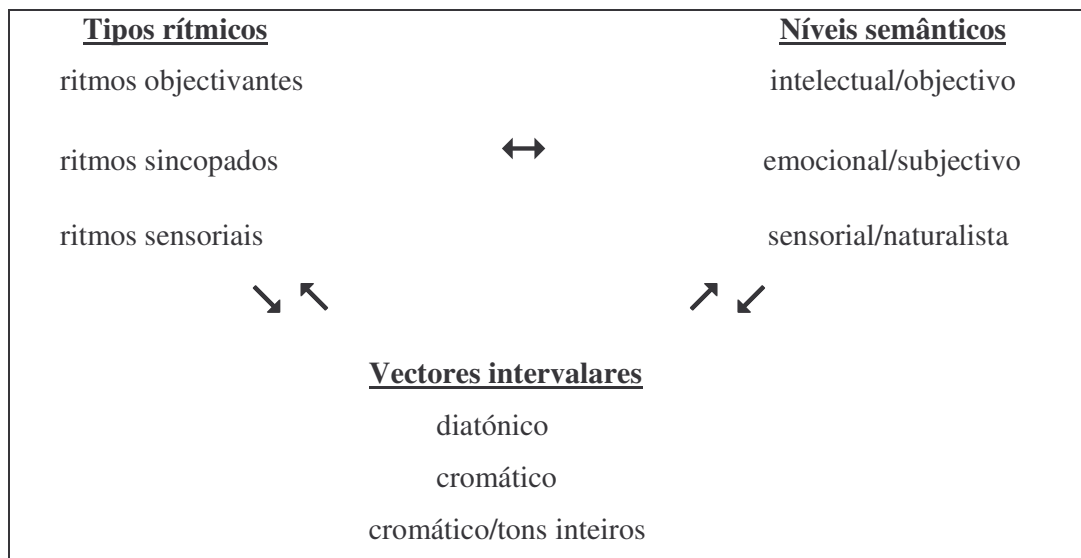 Tipos rítmicos
ritmos objectivantes
ritmos sincopados
ritmos sensoriais
Níveis semânticos
intelectual/objectivo
emocional/subjectivo
sensorial/naturalista
Vectores intervalares
diatónico
cromático
cromático/tons inteiros